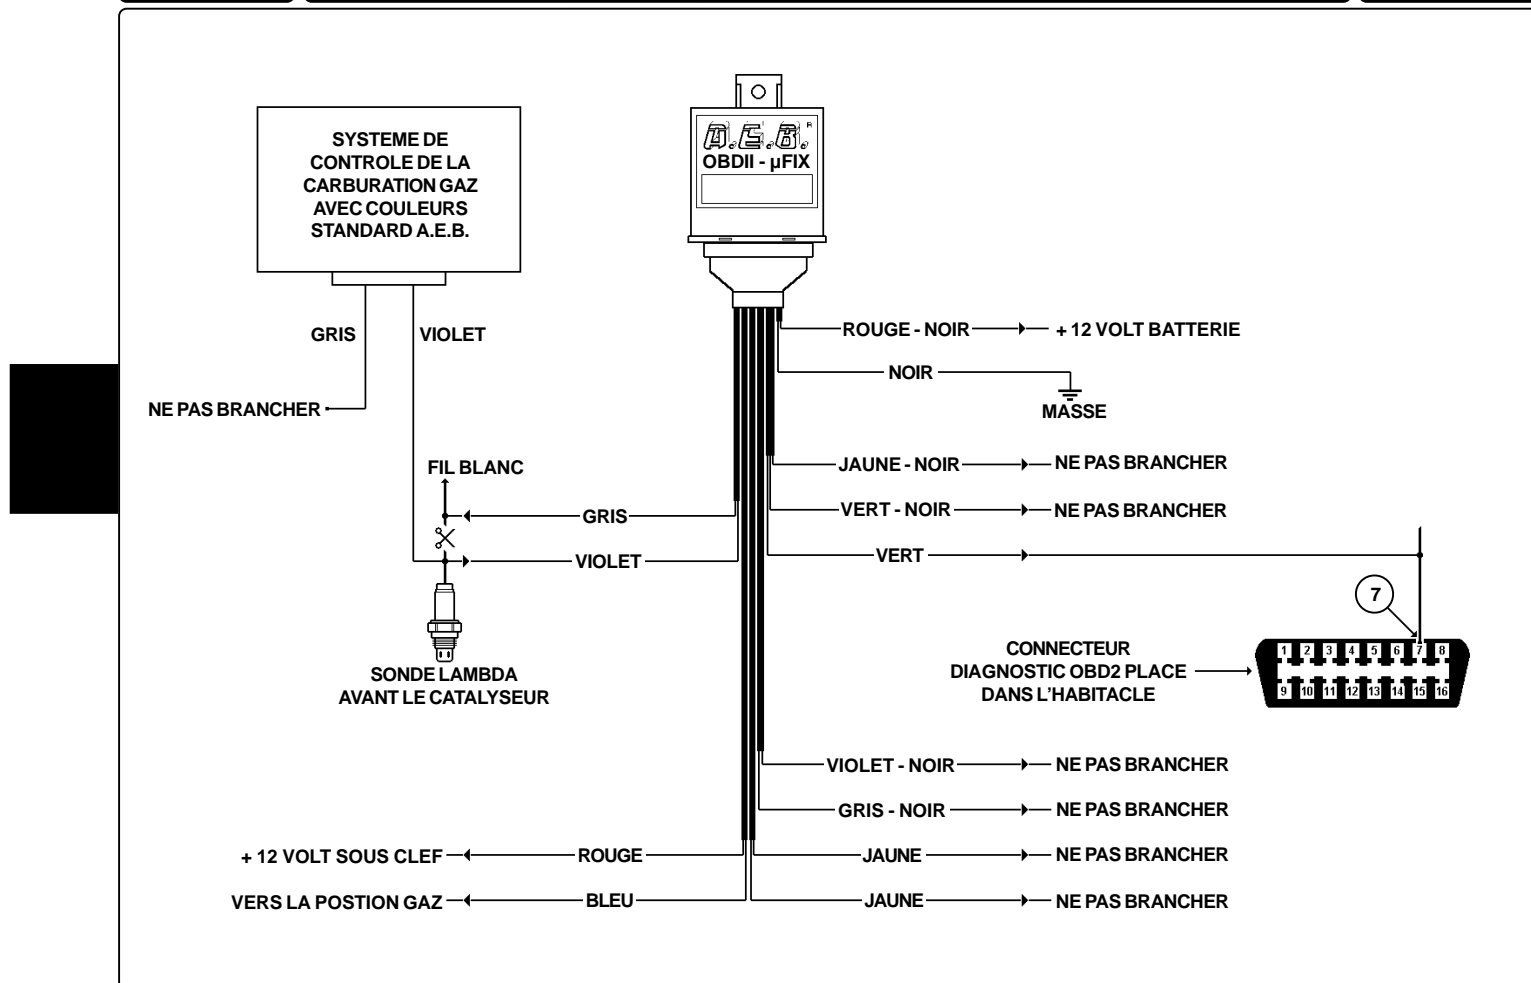 SYSTEME DE
CONTROLE DE LA
CARBURATION GAZ
AVEC COULEURS
STANDARD A.E.B.
A.E.B. R
OBDII - µFIX
GRIS
VIOLET
NE PAS BRANCHER
ROUGE - NOIR
+ 12 VOLT BATTERIE
NOIR
MASSE
FIL BLANC
JAUNE - NOIR
NE PAS BRANCHER
GRIS
VERT - NOIR
NE PAS BRANCHER
VIOLET
VERT
7
SONDE LAMBDA
AVANT LE CATALYSEUR
CONNECTEUR
DIAGNOSTIC OBD2 PLACE
DANS L'HABITACLE
1 2 3 4 5 6 7 8
9 10 11 12 13 14 15 16
VIOLET - NOIR
NE PAS BRANCHER
GRIS - NOIR
NE PAS BRANCHER
+ 12 VOLT SOUS CLEF
ROUGE
JAUNE
NE PAS BRANCHER
VERS LA POSTION GAZ
BLEU
JAUNE
NE PAS BRANCHER